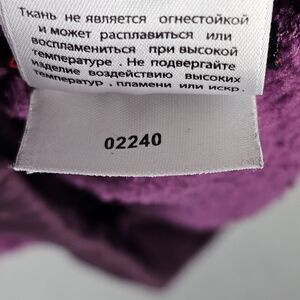 Ткань не является огнестойкой
и может расплавиться или
воспламениться при высокой
температуре . Не подвергайте
изделие воздействию высоких
температур , пламени или искр.
02240